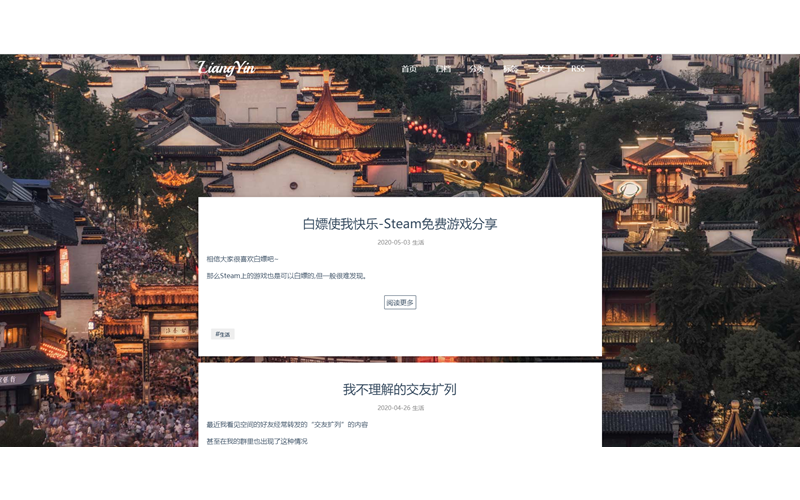 LiangYin
首页 归档 分类 标签 关于 RSS
白嫖使我快乐-Steam免费游戏分享
2020-05-03 生活
相信大家很喜欢白嫖吧~
那么Steam上的游戏也是可以白嫖的,但一般很难发现。
阅读更多
#生活
我不理解的交友扩列
2020-04-26 生活
最近我看见空间的好友经常转发的“交友扩列”的内容
甚至在我的群里也出现了这种情况